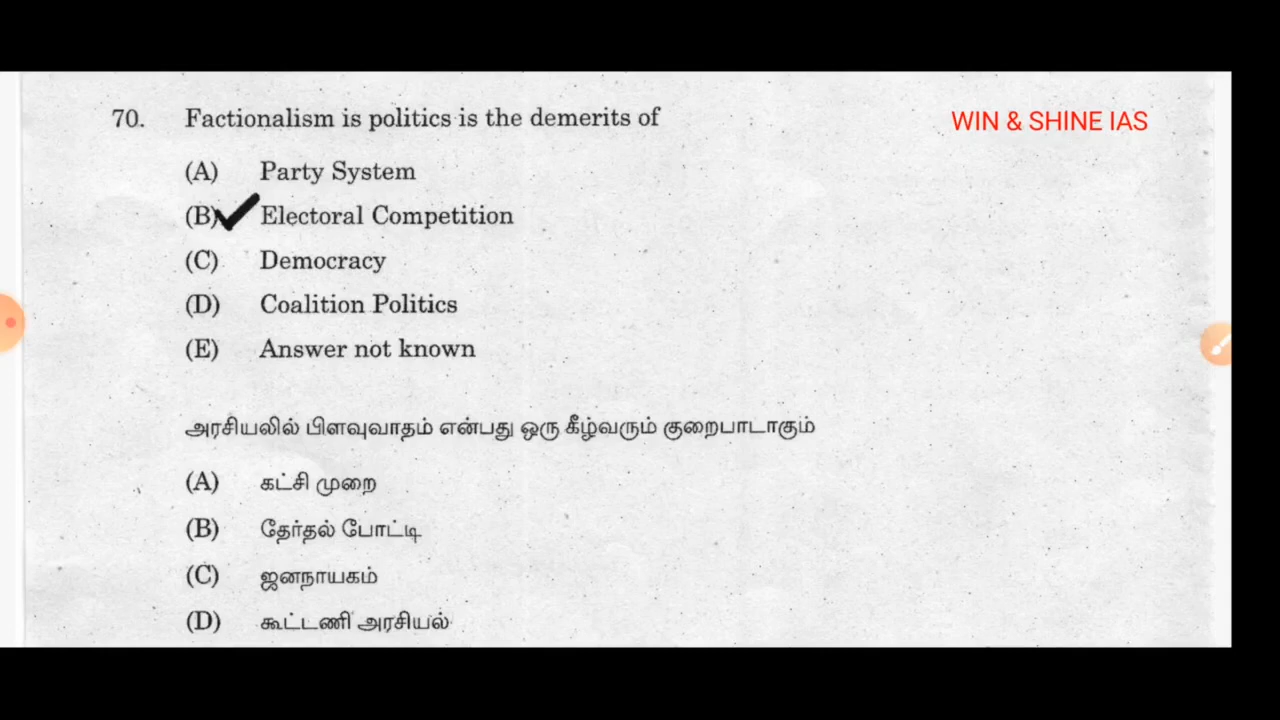 70. Factionalism is politics is the demerits of
WIN & SHINE IAS
(A) Party System
(B) Electoral Competition
(C) Democracy
(D) Coalition Politics
(E) Answer not known
அரசியலில் பிளவுவாதம் என்பது ஒரு கீழ்வரும் குறைபாடாகும்
(A) கட்சி முறை
(B) தேர்தல் போட்டி
(C) ஜனநாயகம்
(D) கூட்டணி அரசியல்